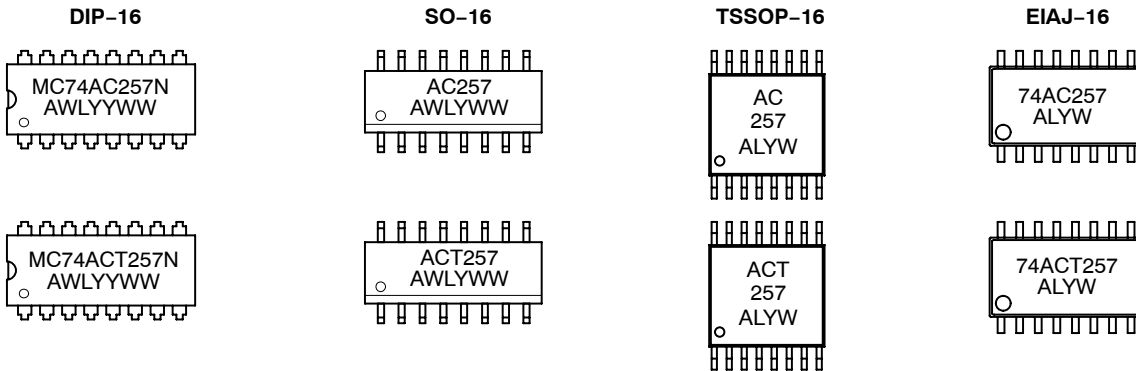 DIP−16
SO−16
TSSOP−16
EIAJ−16
MC74AC257N
AWLYYWW
AC257
AWLYWW
AC
257
ALYW
74AC257
ALYW
MC74ACT257N
AWLYYWW
ACT257
AWLYWW
ACT
257
ALYW
74ACT257
ALYW